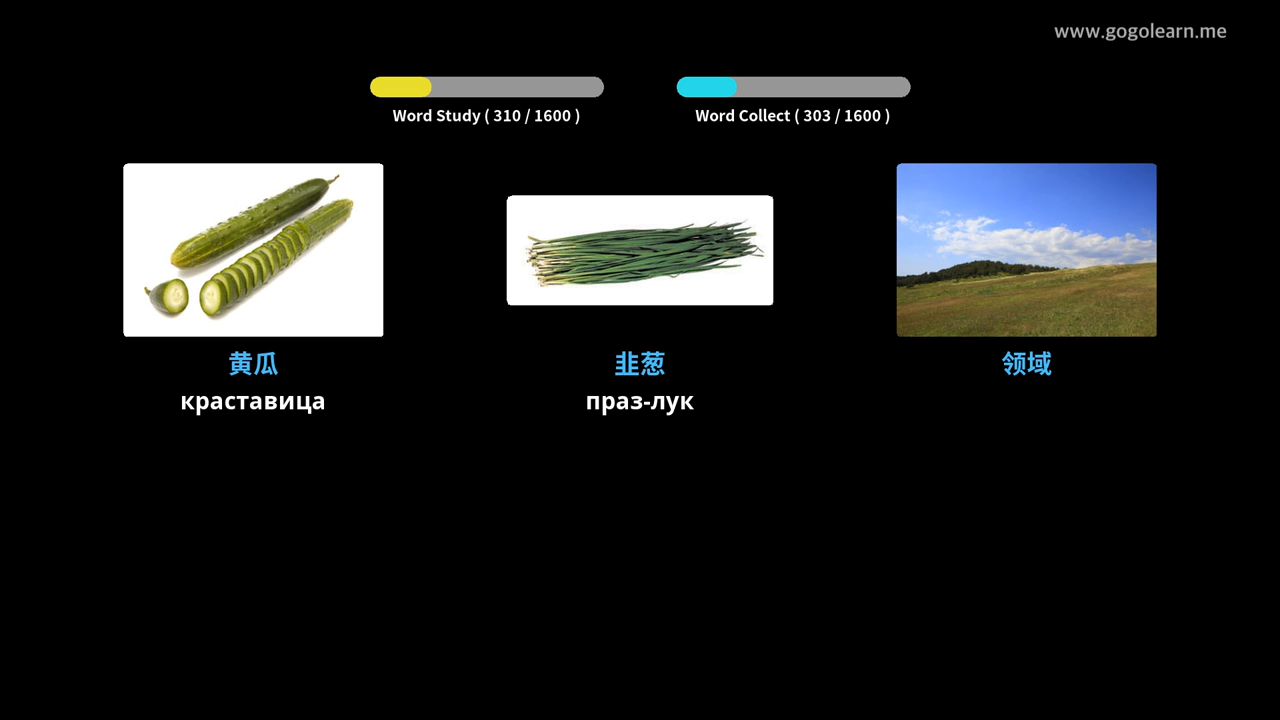 www.gogolearn.me
Word Study ( 310 / 1600 )
Word Collect ( 303 / 1600 )
黄瓜
краставица
韭葱
праз-лук
领域